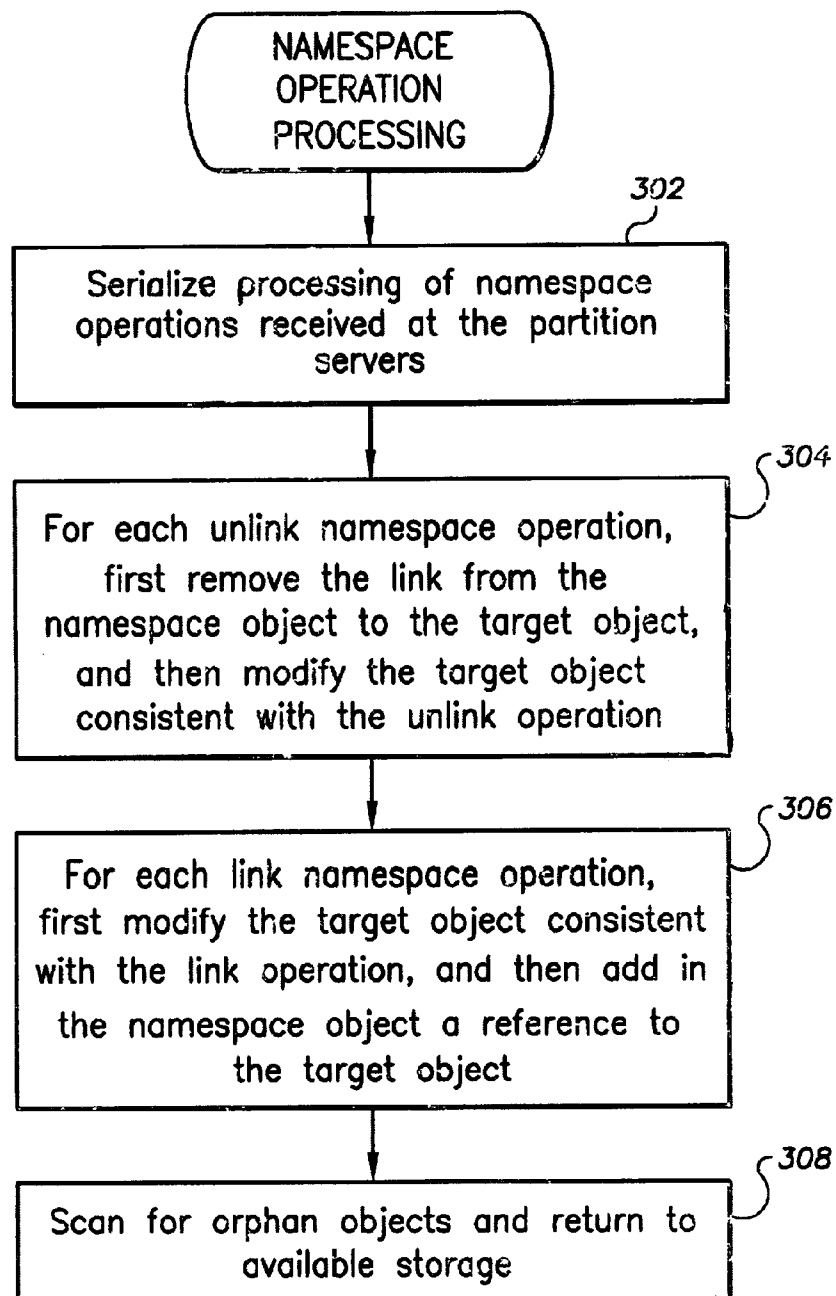 NAMESPACE
OPERATION
PROCESSING
302
Serialize processing of namespace
operations received at the partition
servers
304
For each unlink namespace operation,
first remove the link from the
namespace object to the target object,
and then modify the target object
consistent with the unlink operation
306
For each link namespace operation,
first modify the target object consistent
with the link operation, and then add in
the namespace object a reference to
the target object
308
Scan for orphan objects and return to
available storage